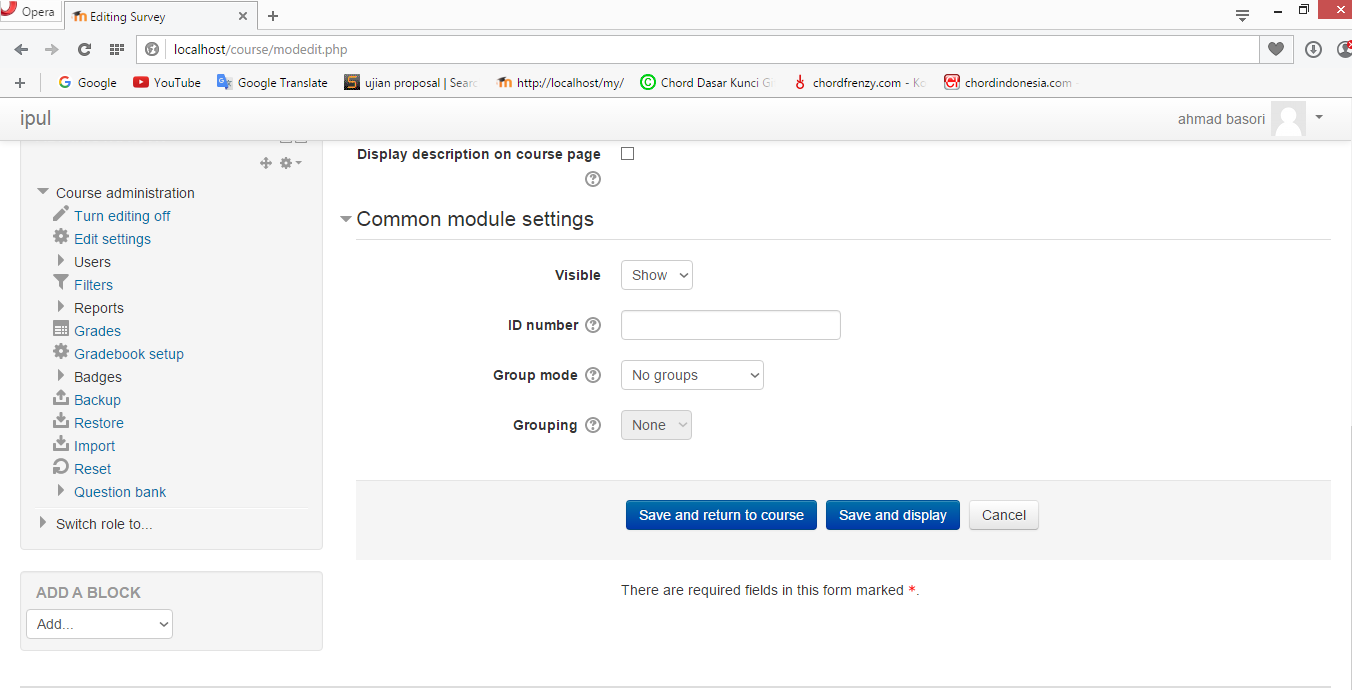 Opera
Editing Survey
localhost/course/modedit.php
Google
YouTube
Google Translate
ujian proposal | Sear
http://localhost/my/
Chord Dasar Kunci G
chordfrenzy.com - Ko
chordindonesia.com -
ipul
ahmad basori
Course administration
Turn editing off
Edit settings
Users
Filters
Reports
Grades
Gradebook setup
Badges
Backup
Restore
Import
Reset
Question bank
Switch role to...
ADD A BLOCK
Add...
Display description on course page
Common module settings
Visible Show
ID number
Group mode No groups
Grouping None
Save and return to course Save and display Cancel
There are required fields in this form marked *.